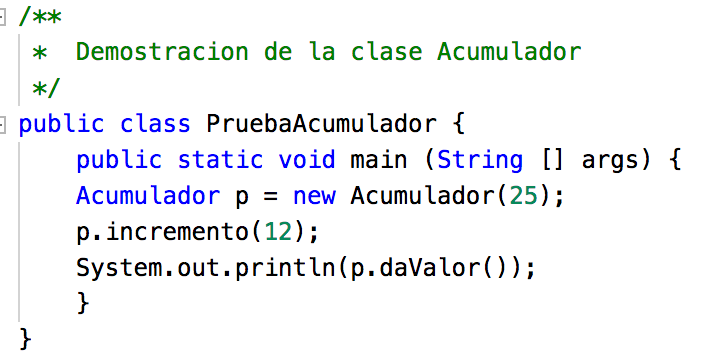 /**
 *  Demostracion de la clase Acumulador
 */
public class PruebaAcumulador {
    public static void main (String [] args) {
    Acumulador p = new Acumulador(25);
    p.incremento(12);
    System.out.println(p.daValor());
    }
}